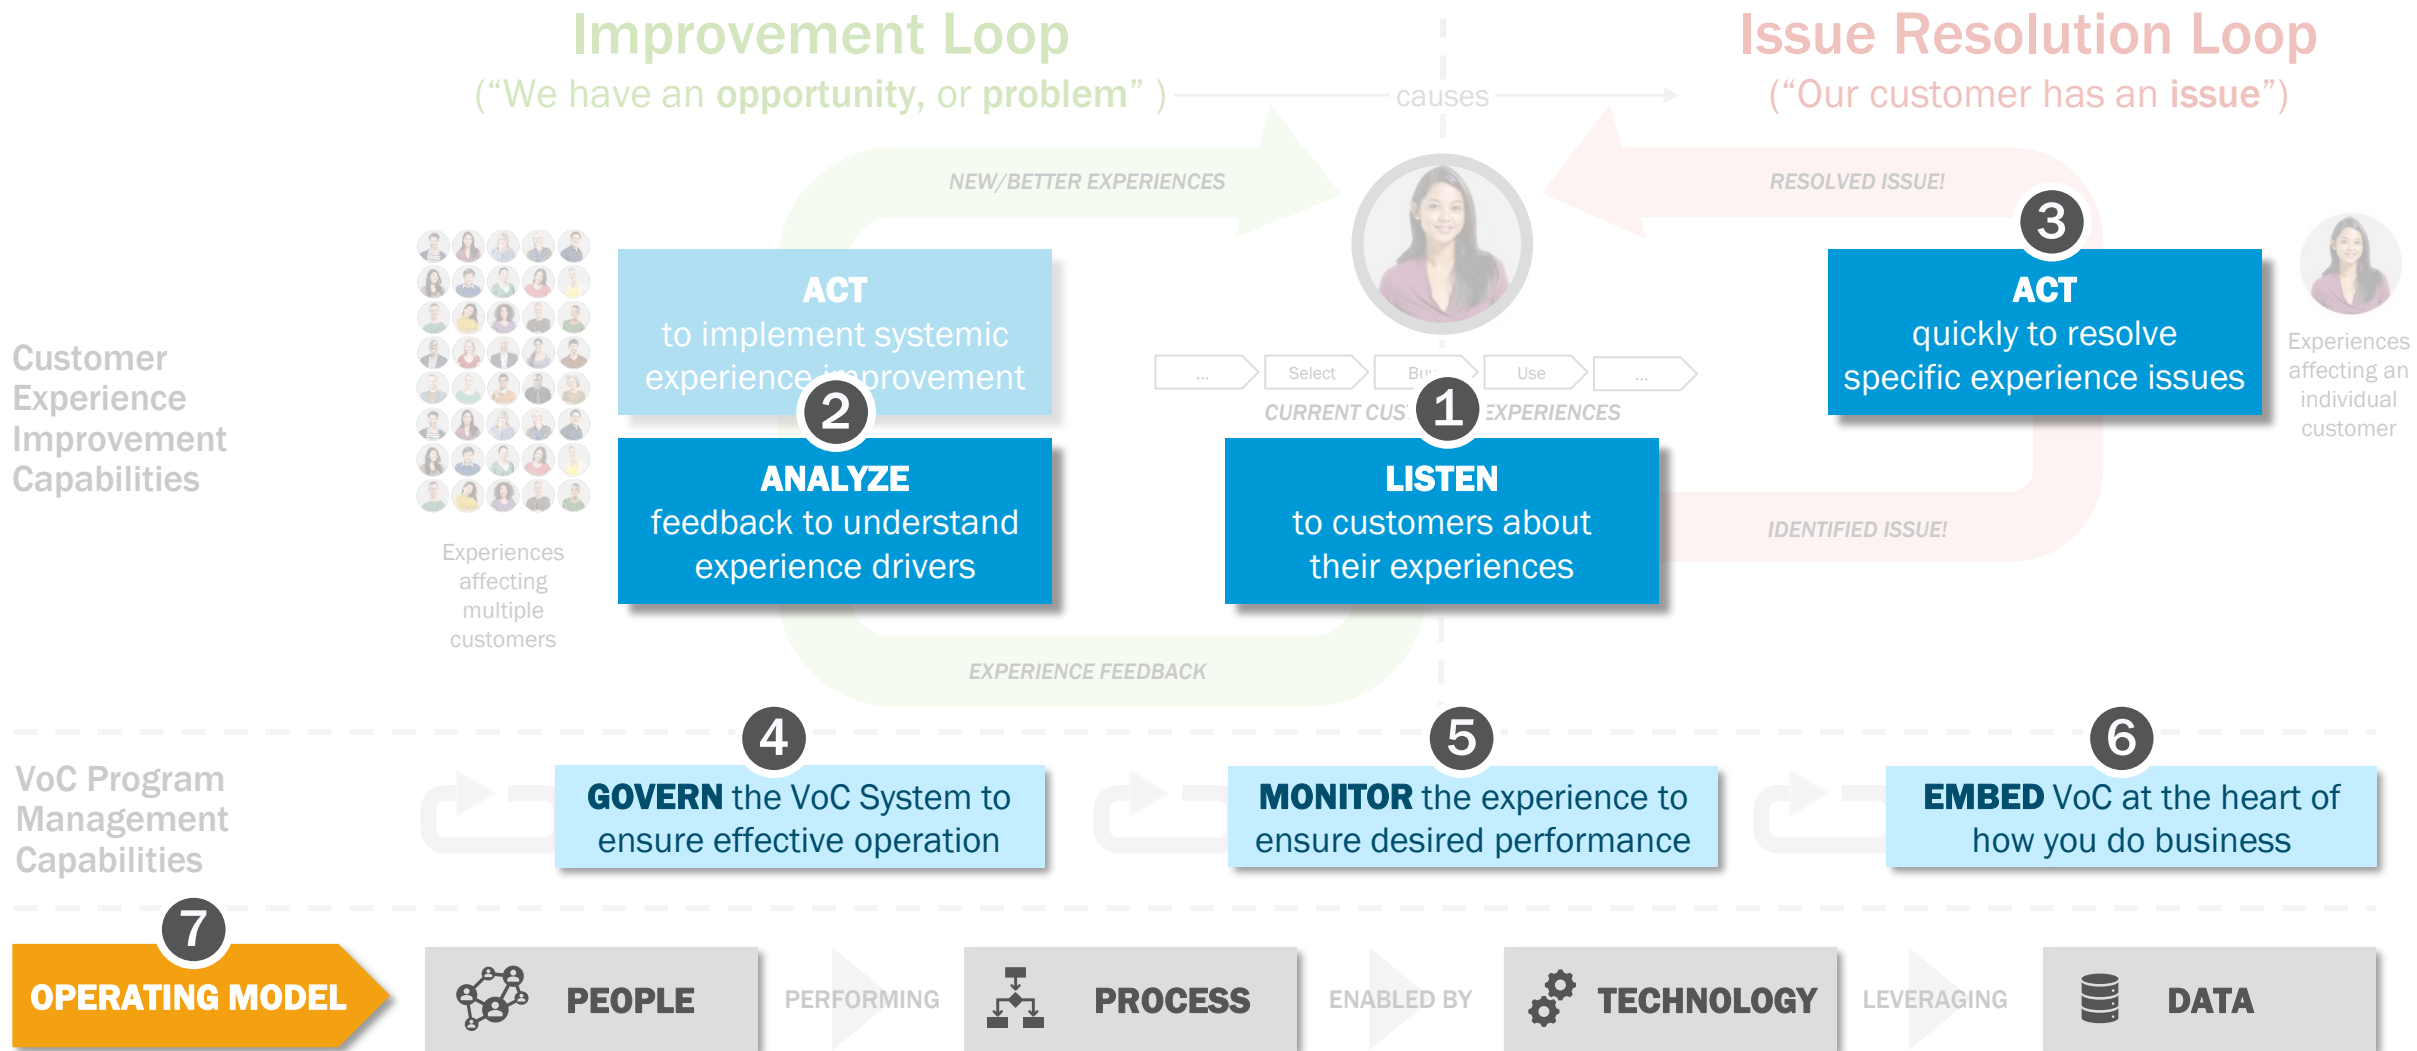 Improvement Loop
(“We have an opportunity, or problem” )
causes
Issue Resolution Loop
(“Our customer has an issue”)
NEW/BETTER EXPERIENCES
RESOLVED ISSUE!
3
ACT
to implement systemic
experience improvement
ACT
quickly to resolve
specific experience issues
Customer
Experience
Improvement
Capabilities
... Select Buy Use ...
CURRENT EXPERIENCES
Experiences
affecting an
individual
customer
2
1
ANALYZE
feedback to understand
experience drivers
LISTEN
to customers about
their experiences
IDENTIFIED ISSUE!
Experiences
affecting
multiple
customers
EXPERIENCE FEEDBACK
VoC Program
Management
Capabilities
4
GOVERN the VoC System to
ensure effective operation
5
MONITOR the experience to
ensure desired performance
6
EMBED VoC at the heart of
how you do business
7
OPERATING MODEL
PEOPLE
PERFORMING
PROCESS
ENABLED BY
TECHNOLOGY
LEVERAGING
DATA